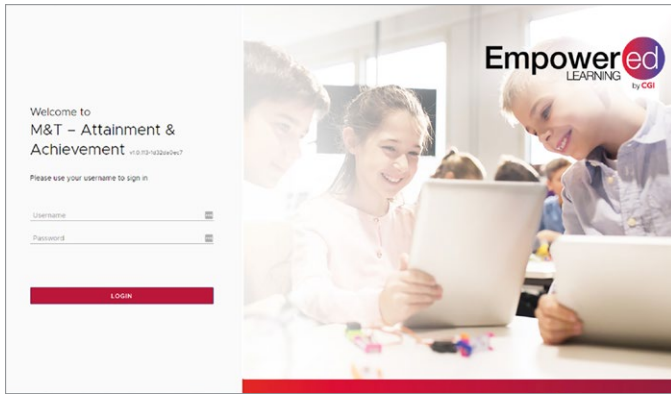 Welcome to
M&T – Attainment &
Achievement
Please use your username to sign in
Username
Password
LOGIN
Empowered
LEARNING
by CGI